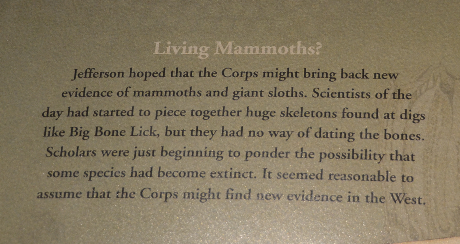 Living Mammoths?
Jefferson hoped that the Corps might bring back new
evidence of mammoths and giant sloths. Scientists of the
day had started to piece together huge skeletons found at digs
like Big Bone Lick, but they had no way of dating the bones.
Scholars were just beginning to ponder the possibility that
some species had become extinct. It seemed reasonable to
assume that the Corps might find new evidence in the West.